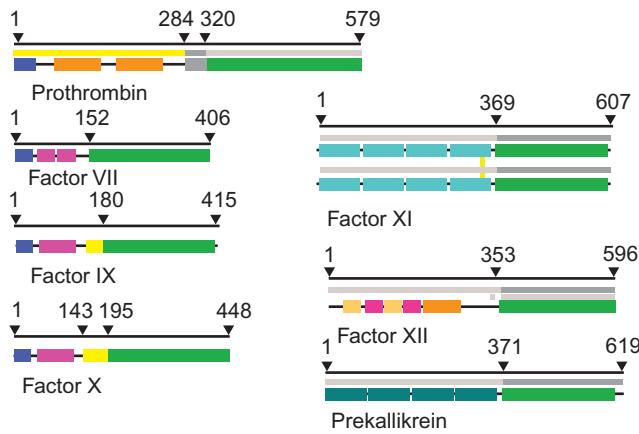 1 284 320 579
Prothrombin
1 152 406
Factor VII
1 180 415
Factor IX
1 143 195 448
Factor X
1 369 607
Factor XI
1 353 596
Factor XII
1 371 619
Prekallikrein